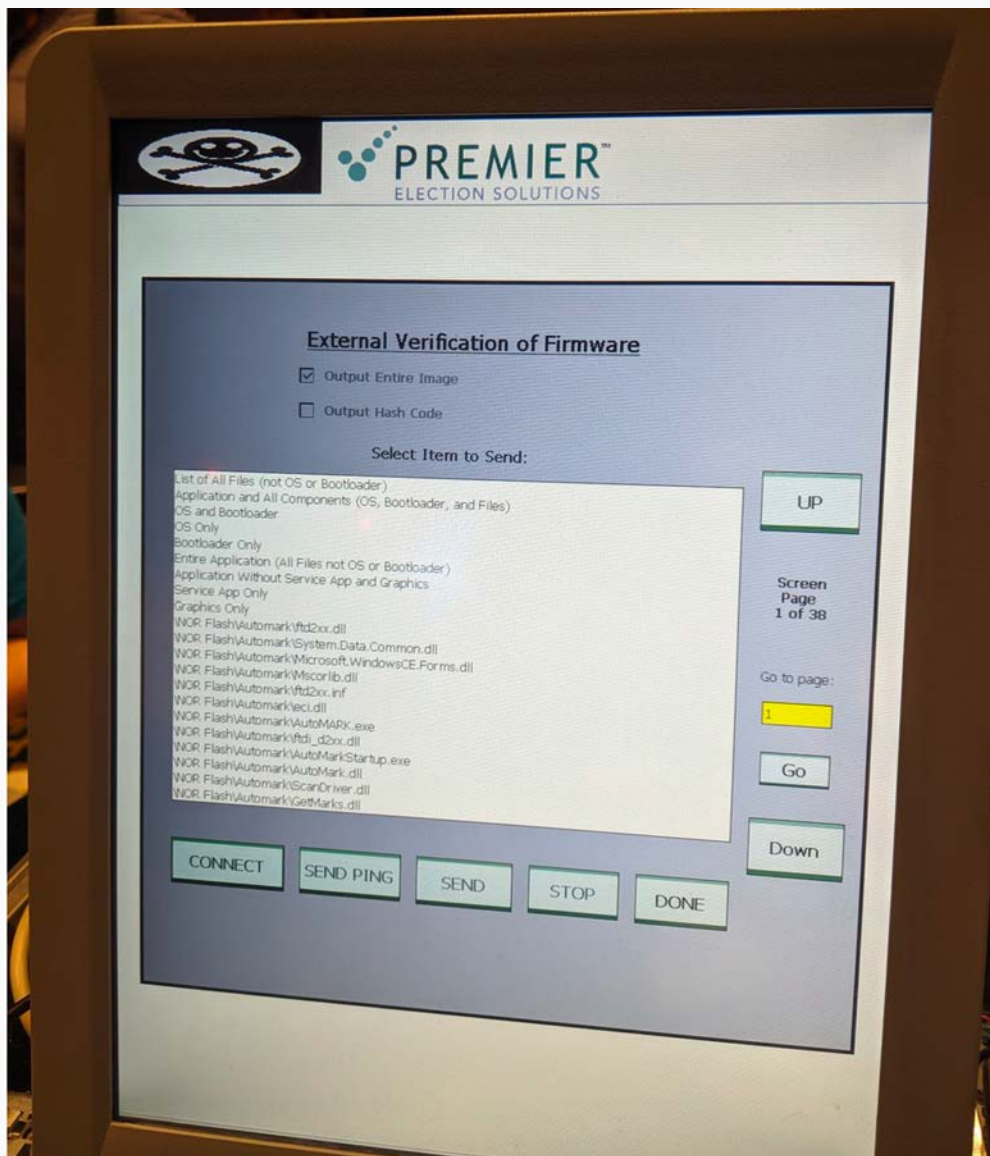 PREMIER™
ELECTION SOLUTIONS
External Verification of Firmware
Output Entire Image
Output Hash Code
Select Item to Send:
List of All Files (not OS or Bootloader)
Application and All Components (OS, Bootloader, and Files)
OS and Bootloader
OS Only
Bootloader Only
Entire Application (All Files not OS or Bootloader)
Application Without Service App and Graphics
Service App Only
Graphics Only
\NOR Flash\Automark\ftd2xx.dll
\NOR Flash\Automark\System.Data.Common.dll
\NOR Flash\Automark\Microsoft.WindowsCE.Forms.dll
\NOR Flash\Automark\Mscorlib.dll
\NOR Flash\Automark\ftd2xx.inf
\NOR Flash\Automark\eci.dll
\NOR Flash\Automark\AutoMARK.exe
\NOR Flash\Automark\ftdi_d2xx.dll
\NOR Flash\Automark\AutoMarkStartup.exe
\NOR Flash\Automark\AutoMark.dll
\NOR Flash\Automark\ScanDriver.dll
\NOR Flash\Automark\GetMarks.dll
UP
Screen
Page
1 of 38
Go to page:
1
Go
Down
CONNECT
SEND PING
SEND
STOP
DONE